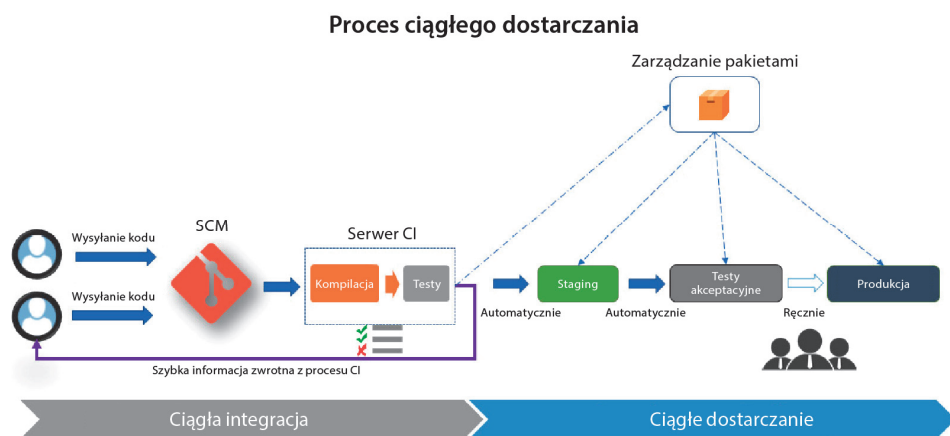 Proces ciągłego dostarczania
Zarządzanie pakietami
SCM
Serwer CI
Wysyłanie kodu
Wysyłanie kodu
Kompilacja
Testy
Staging
Testy
akceptacyjne
Produkcja
Automatycznie
Automatycznie
Ręcznie
Szybka informacja zwrotna z procesu CI
Ciągła integracja
Ciągłe dostarczanie